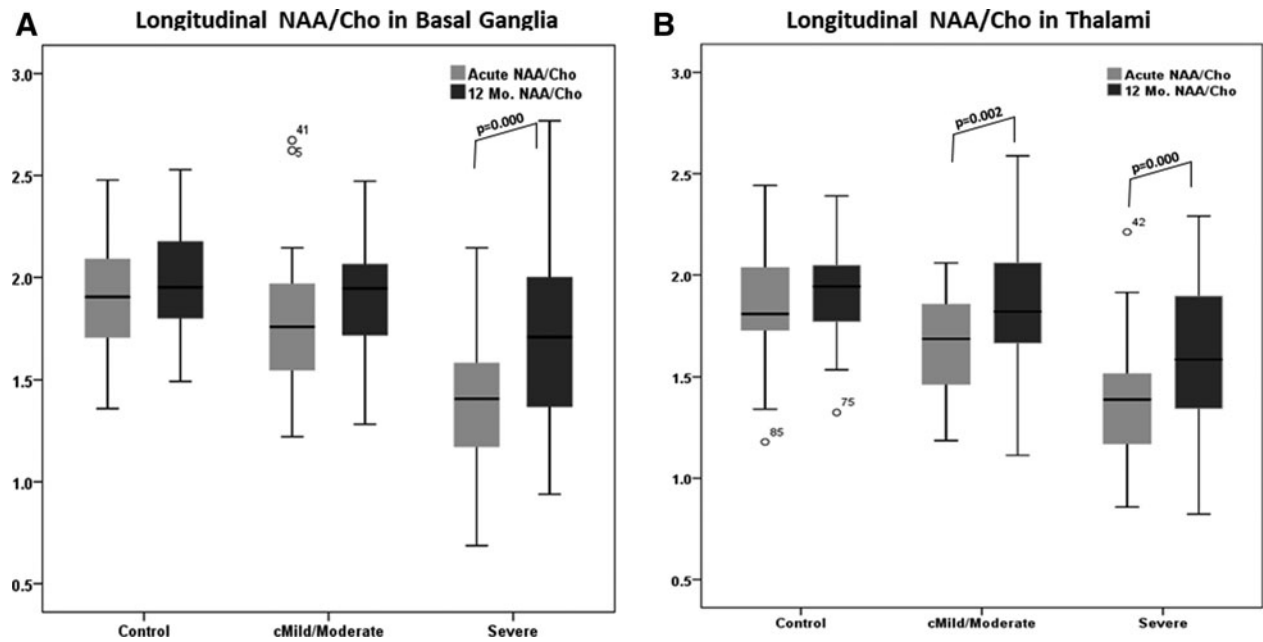 A
Longitudinal NAA/Cho in Basal Ganglia
3.0
2.5
2.0
1.5
1.0
0.5
Acute NAA/Cho
12 Mo. NAA/Cho
41
5
p=0.000
Control
cMild/Moderate
Severe
B
Longitudinal NAA/Cho in Thalami
3.0
2.5
2.0
1.5
1.0
0.5
Acute NAA/Cho
12 Mo. NAA/Cho
p=0.002
p=0.000
42
75
85
Control
cMild/Moderate
Severe